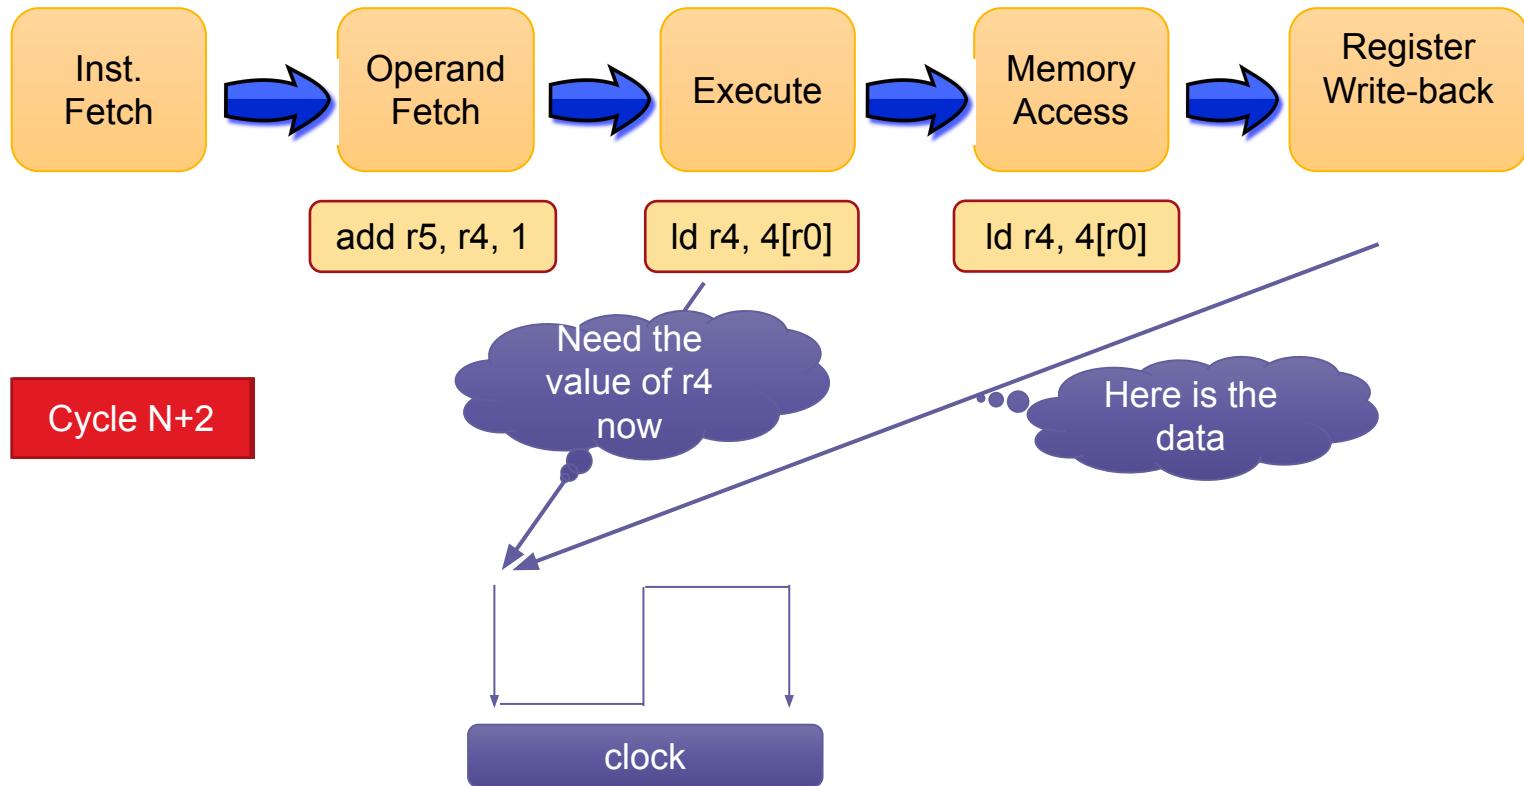 Inst.
Fetch
Operand
Fetch
Execute
Memory
Access
Register
Write-back
add r5, r4, 1
ld r4, 4[r0]
ld r4, 4[r0]
Need the
value of r4
now
Here is the
data
Cycle N+2
clock